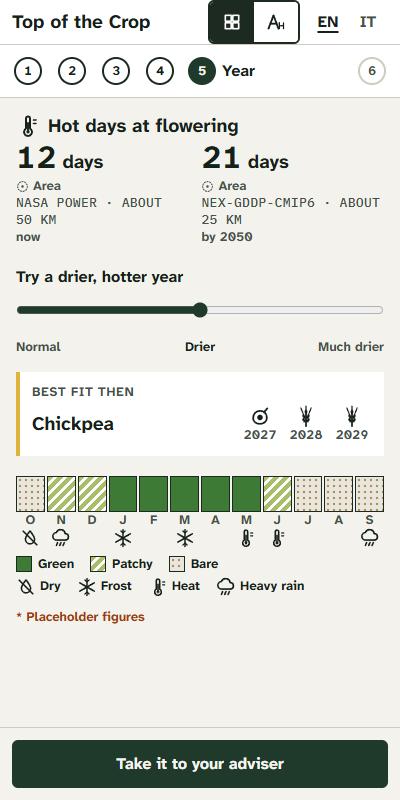 Top of the Crop
AH
EN
IT
1
2
3
4
5
Year
6
Hot days at flowering
12 days
21 days
Area
Area
NASA POWER · ABOUT 50 KM
NEX-GDDP-CMIP6 · ABOUT 25 KM
now
by 2050
Try a drier, hotter year
Normal
Drier
Much drier
BEST FIT THEN
Chickpea
2027
2028
2029
O N D J F M A M J J A S
Green
Patchy
Bare
Dry
Frost
Heat
Heavy rain
* Placeholder figures
Take it to your adviser